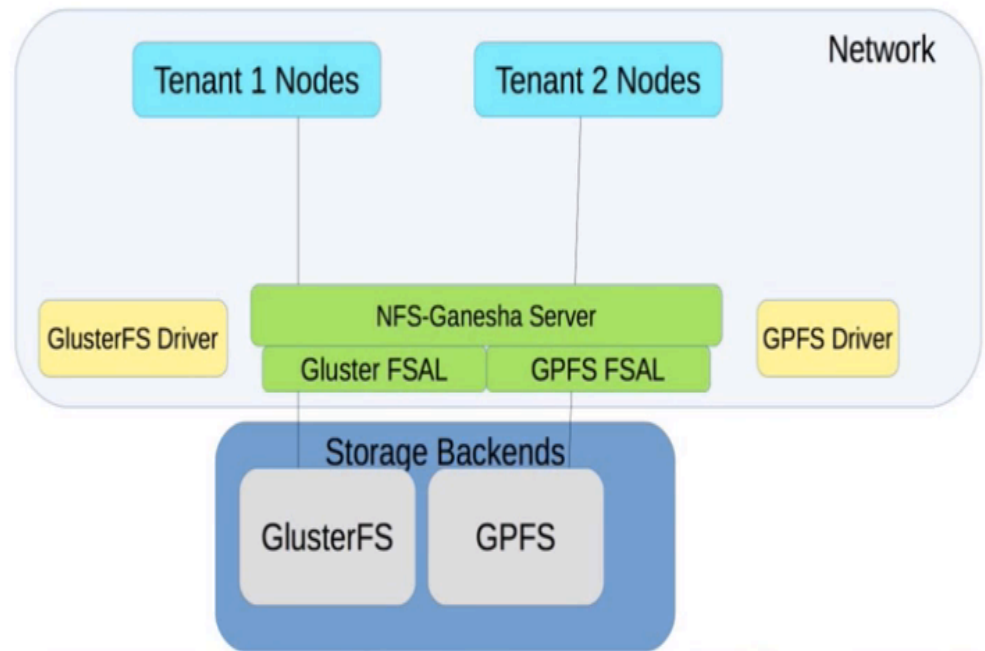 Network
Tenant 1 Nodes
Tenant 2 Nodes
NFS-Ganesha Server
GlusterFS Driver
GPFS Driver
Gluster FSAL
GPFS FSAL
Storage Backends
GlusterFS
GPFS